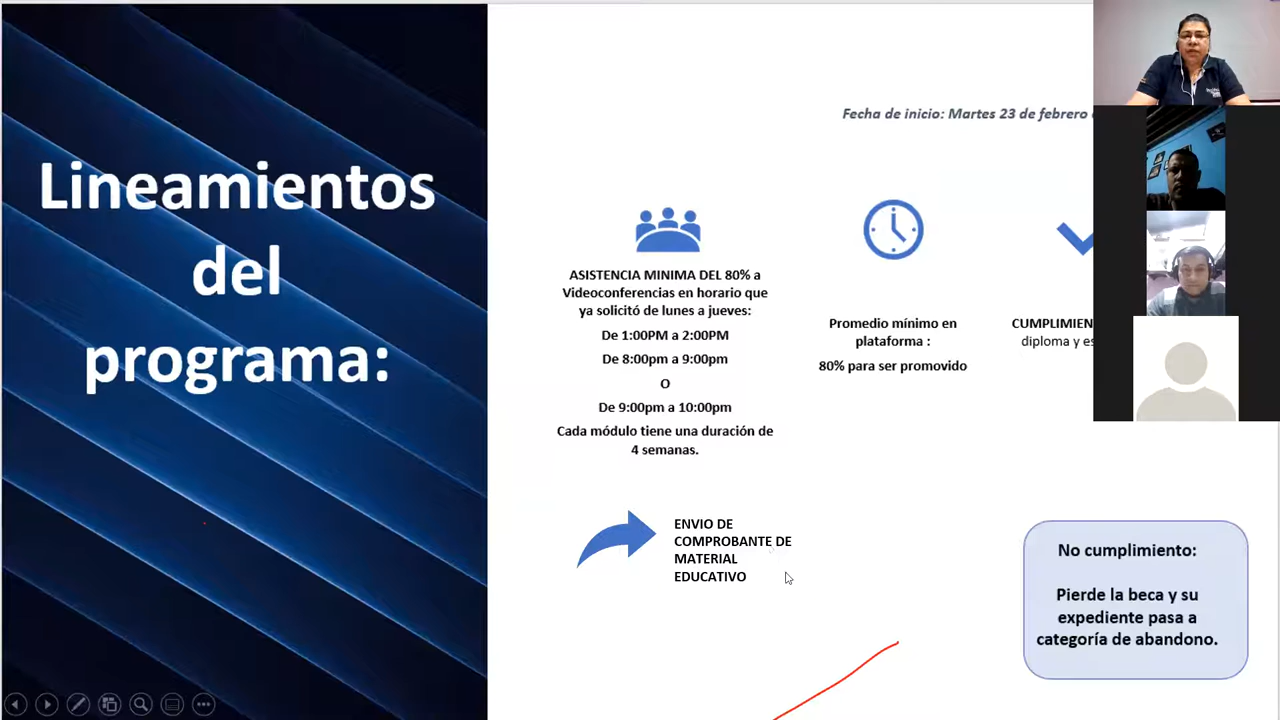 Lineamientos
del
programa:
Fecha de inicio: Martes 23 de febrero
ASISTENCIA MINIMA DEL 80% a
Videoconferencias en horario que
ya solicitó de lunes a jueves:
De 1:00PM a 2:00PM
De 8:00pm a 9:00pm
O
De 9:00pm a 10:00pm
Cada módulo tiene una duración de
4 semanas.
Promedio mínimo en
plataforma :
80% para ser promovido
diploma y
ENVIO DE
COMPROBANTE DE
MATERIAL
EDUCATIVO
No cumplimiento:
Pierde la beca y su
expediente pasa a
categoría de abandono.